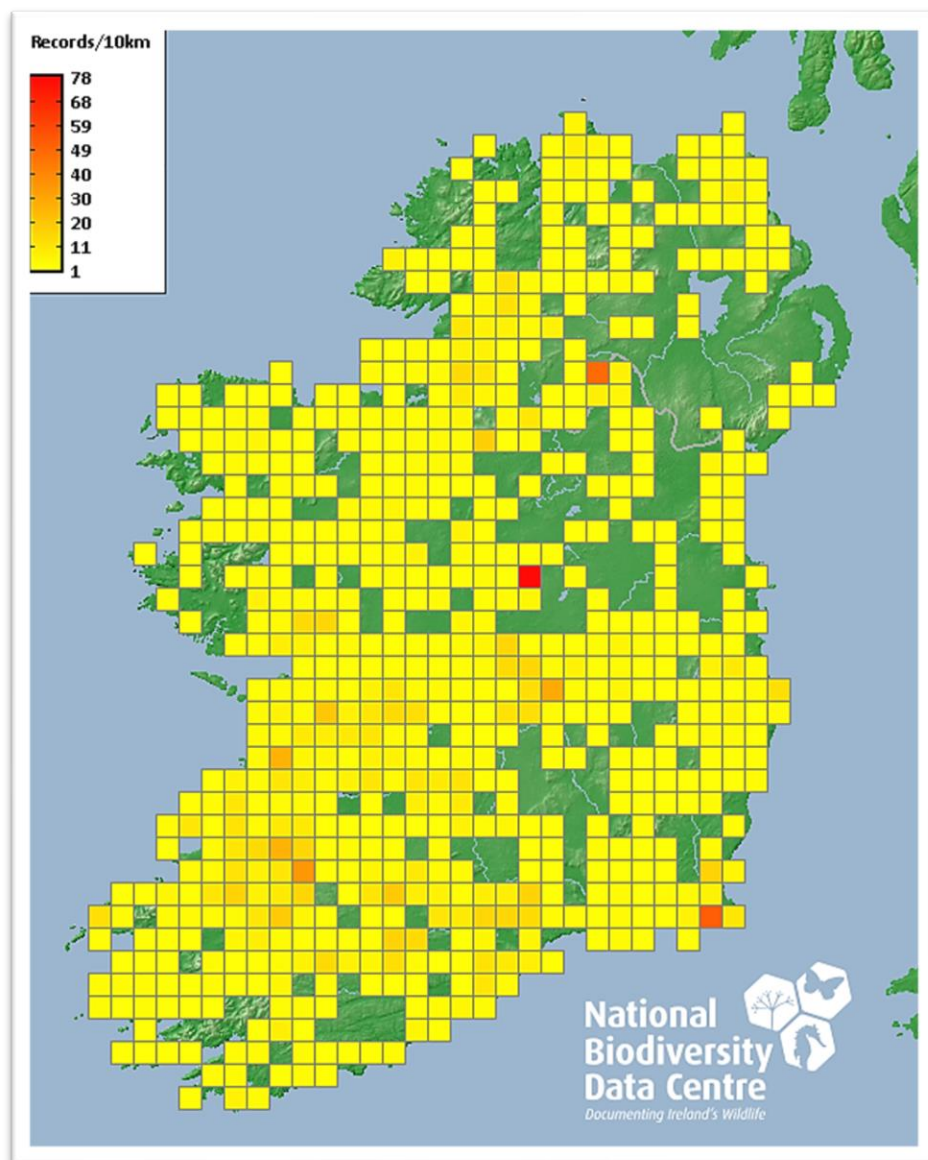 Records/10km
78
68
59
49
40
30
20
11
1
National
Biodiversity
Data Centre
Documenting Ireland's Wildlife